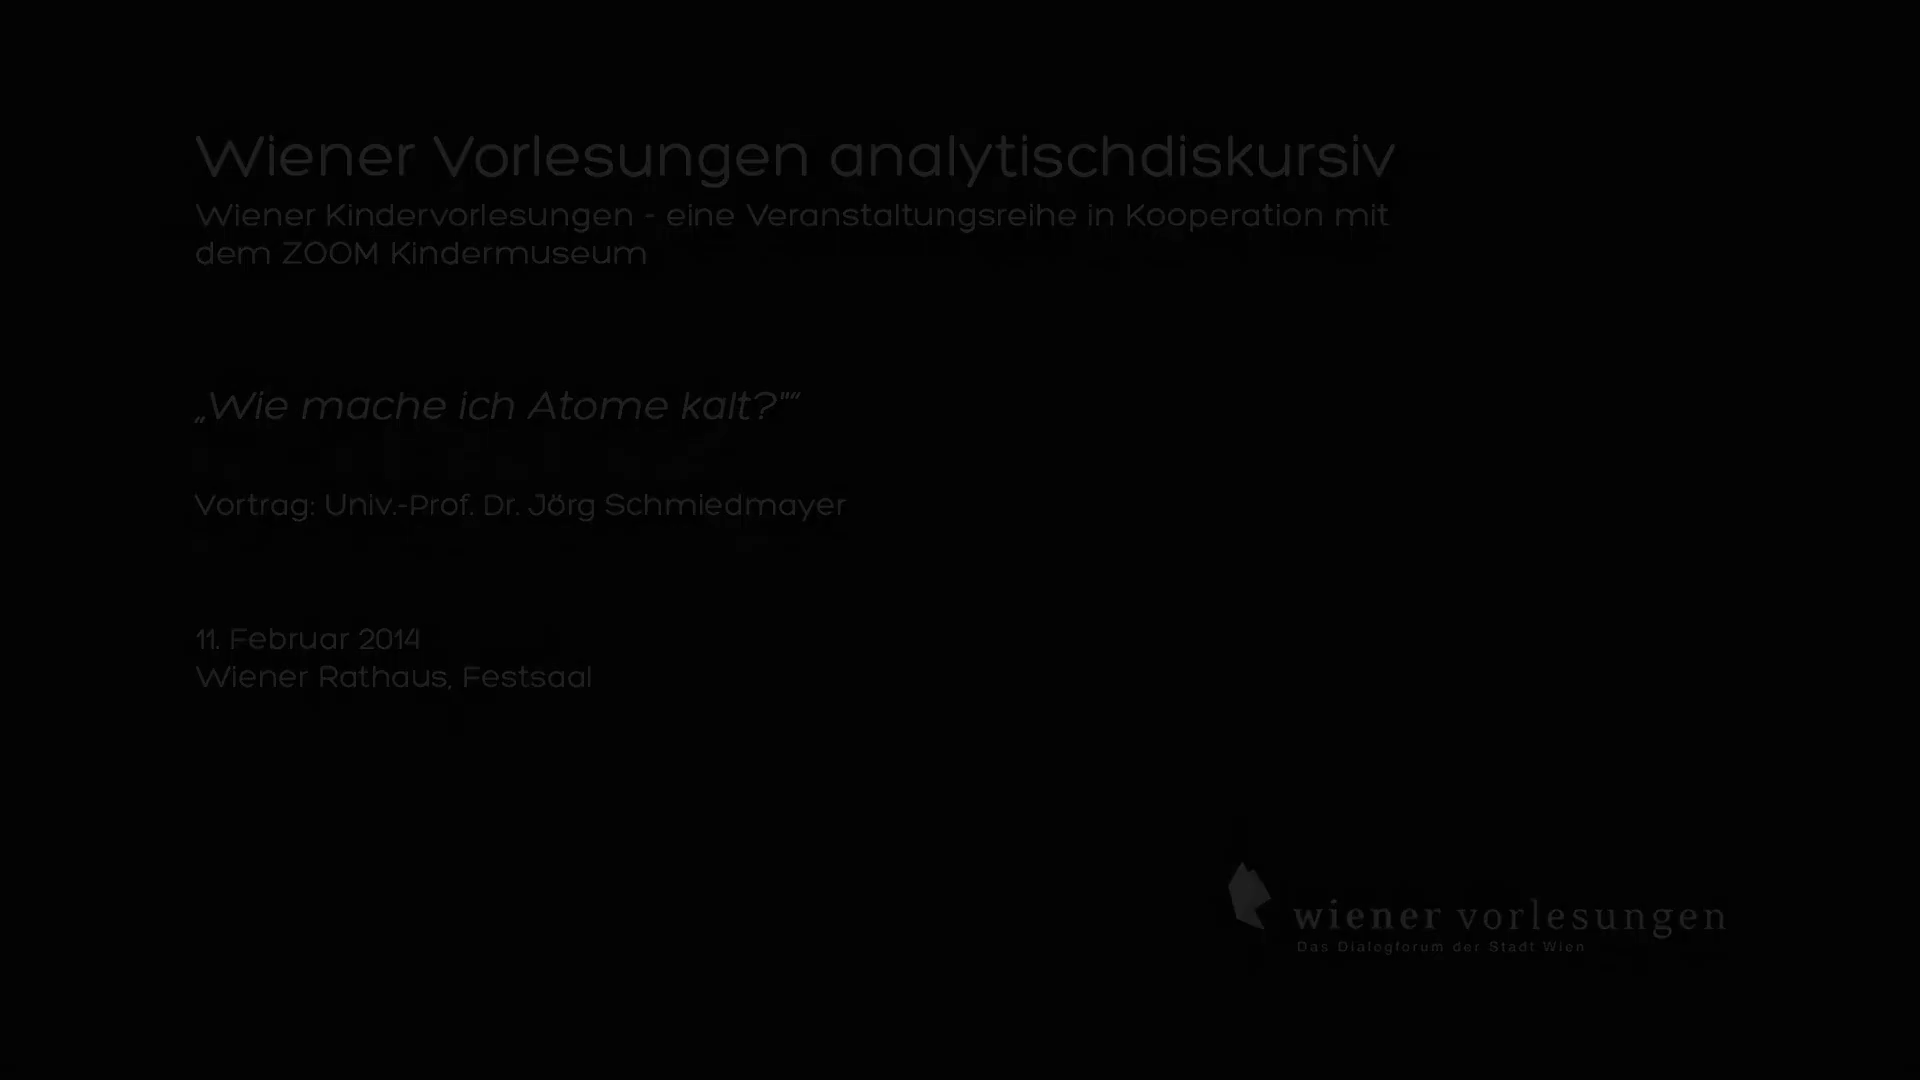 Wiener Vorlesungen analytischdiskursiv
Wiener Kindervorlesungen - eine Veranstaltungsreihe in Kooperation mit
dem ZOOM Kindermuseum
„Wie mache ich Atome kalt?"“
Vortrag: Univ.-Prof. Dr. Jörg Schmiedmayer
11. Februar 2014
Wiener Rathaus, Festsaal
wiener vorlesungen
Das Dialogforum der Stadt Wien